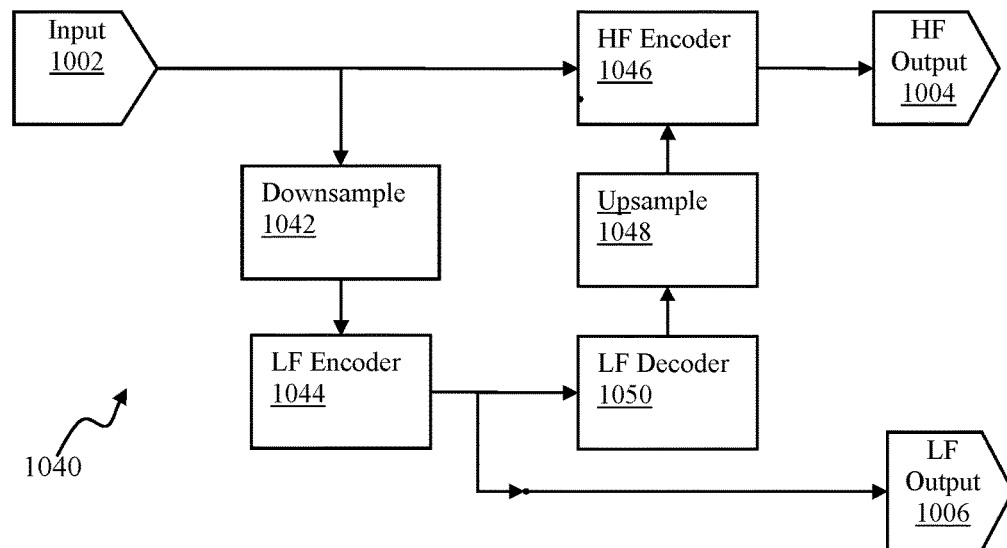 Input
1002
HF Encoder
1046
HF
Output
1004
Downsample
1042
Upsample
1048
LF Encoder
1044
LF Decoder
1050
1040
LF
Output
1006